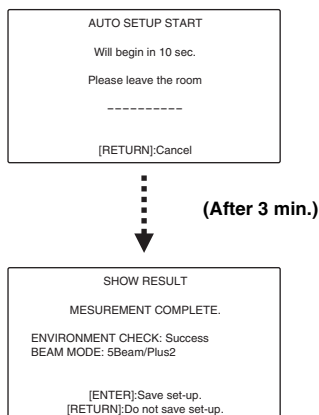 AUTO SETUP START
Will begin in 10 sec.
Please leave the room
----------
[RETURN]:Cancel
(After 3 min.)
SHOW RESULT
MESUREMENT COMPLETE.
ENVIRONMENT CHECK: Success
BEAM MODE: 5Beam/Plus2
[ENTER]:Save set-up.
[RETURN]:Do not save set-up.